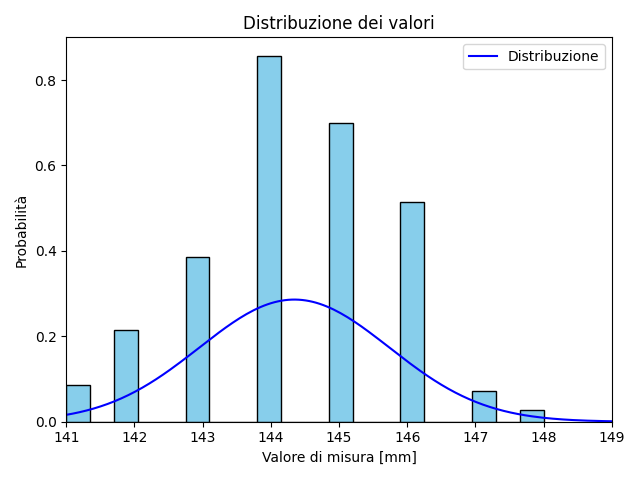 Distribuzione dei valori
Distribuzione
Probabilità
0.8
0.6
0.4
0.2
0.0
141 142 143 144 145 146 147 148 149
Valore di misura [mm]